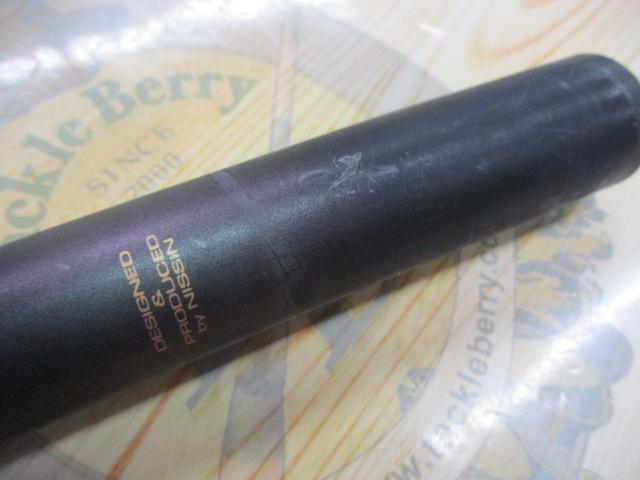 ckle Berry
SINCE
2000
DESIGNED
&
PRODUCED
by NISSIN
www.tackleberry.co